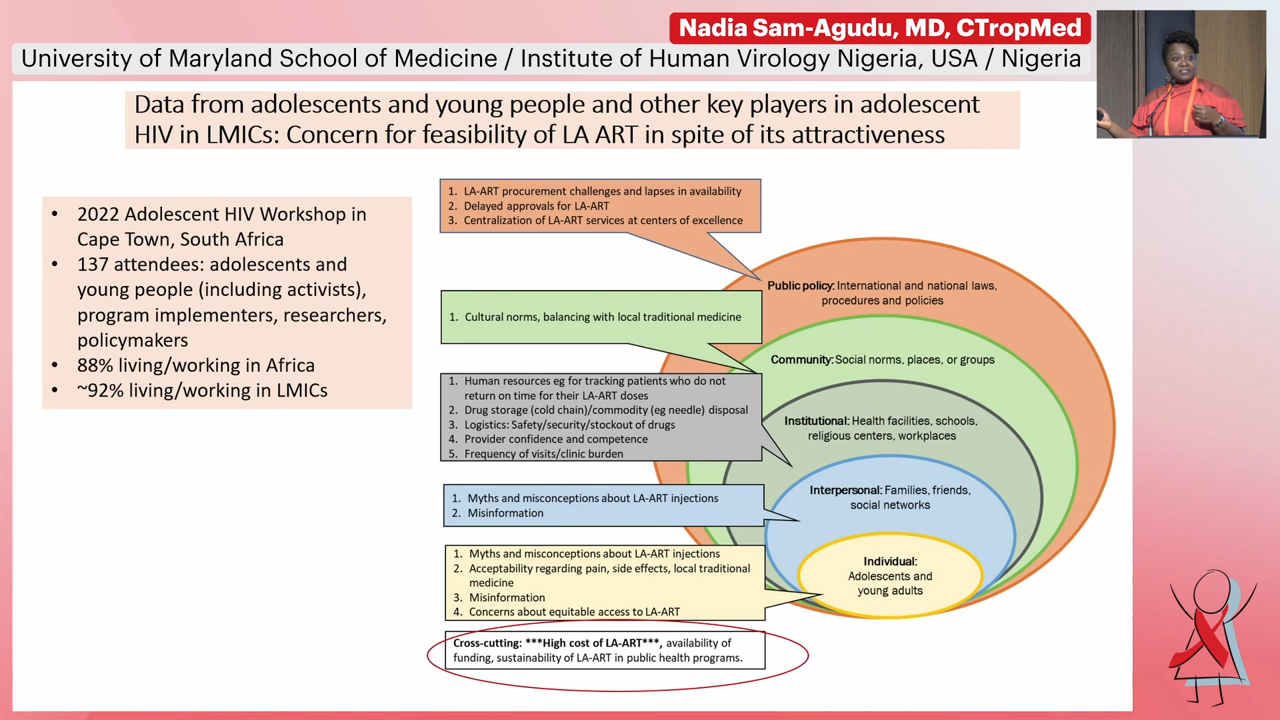 Nadia Sam-Agudu, MD, CTropMed
University of Maryland School of Medicine / Institute of Human Virology Nigeria, USA / Nigeria
Data from adolescents and young people and other key players in adolescent
HIV in LMICs: Concern for feasibility of LA ART in spite of its attractiveness
• 2022 Adolescent HIV Workshop in
Cape Town, South Africa
• 137 attendees: adolescents and
young people (including activists),
program implementers, researchers,
policymakers
• 88% living/working in Africa
• ~92% living/working in LMICs
1. LA-ART procurement challenges and lapses in availability
2. Delayed approvals for LA-ART
3. Centralization of LA-ART services at centers of excellence
1. Cultural norms, balancing with local traditional medicine
1. Human resources eg for tracking patients who do not
return on time for their LA-ART doses
2. Drug storage (cold chain)/commodity (eg needle) disposal
3. Logistics: Safety/security/stockout of drugs
4. Provider confidence and competence
5. Frequency of visits/clinic burden
1. Myths and misconceptions about LA-ART injections
2. Misinformation
1. Myths and misconceptions about LA-ART injections
2. Acceptability regarding pain, side effects, local traditional
medicine
3. Misinformation
4. Concerns about equitable access to LA-ART
Cross-cutting: ***High cost of LA-ART***, availability of
funding, sustainability of LA-ART in public health programs.
Public policy: International and national laws,
procedures and policies
Community: Social norms, places, or groups
Institutional: Health facilities, schools,
religious centers, workplaces
Interpersonal: Families, friends,
social networks
Individual:
Adolescents and
young adults